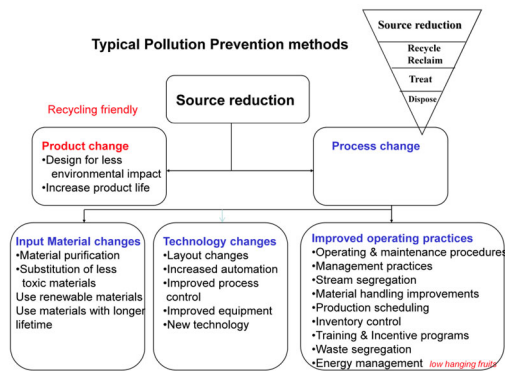 Typical Pollution Prevention methods
Source reduction
Recycle
Reclaim
Treat
Dispose
Source reduction
Recycling friendly
Product change
•Design for less
environmental impact
•Increase product life
Process change
Input Material changes
•Material purification
•Substitution of less
toxic materials
Use renewable materials
Use materials with longer
lifetime
Technology changes
•Layout changes
•Increased automation
•Improved process
control
•Improved equipment
•New technology
Improved operating practices
•Operating & maintenance procedures
•Management practices
•Stream segregation
•Material handling improvements
•Production scheduling
•Inventory control
•Training & Incentive programs
•Waste segregation
•Energy management low hanging fruits